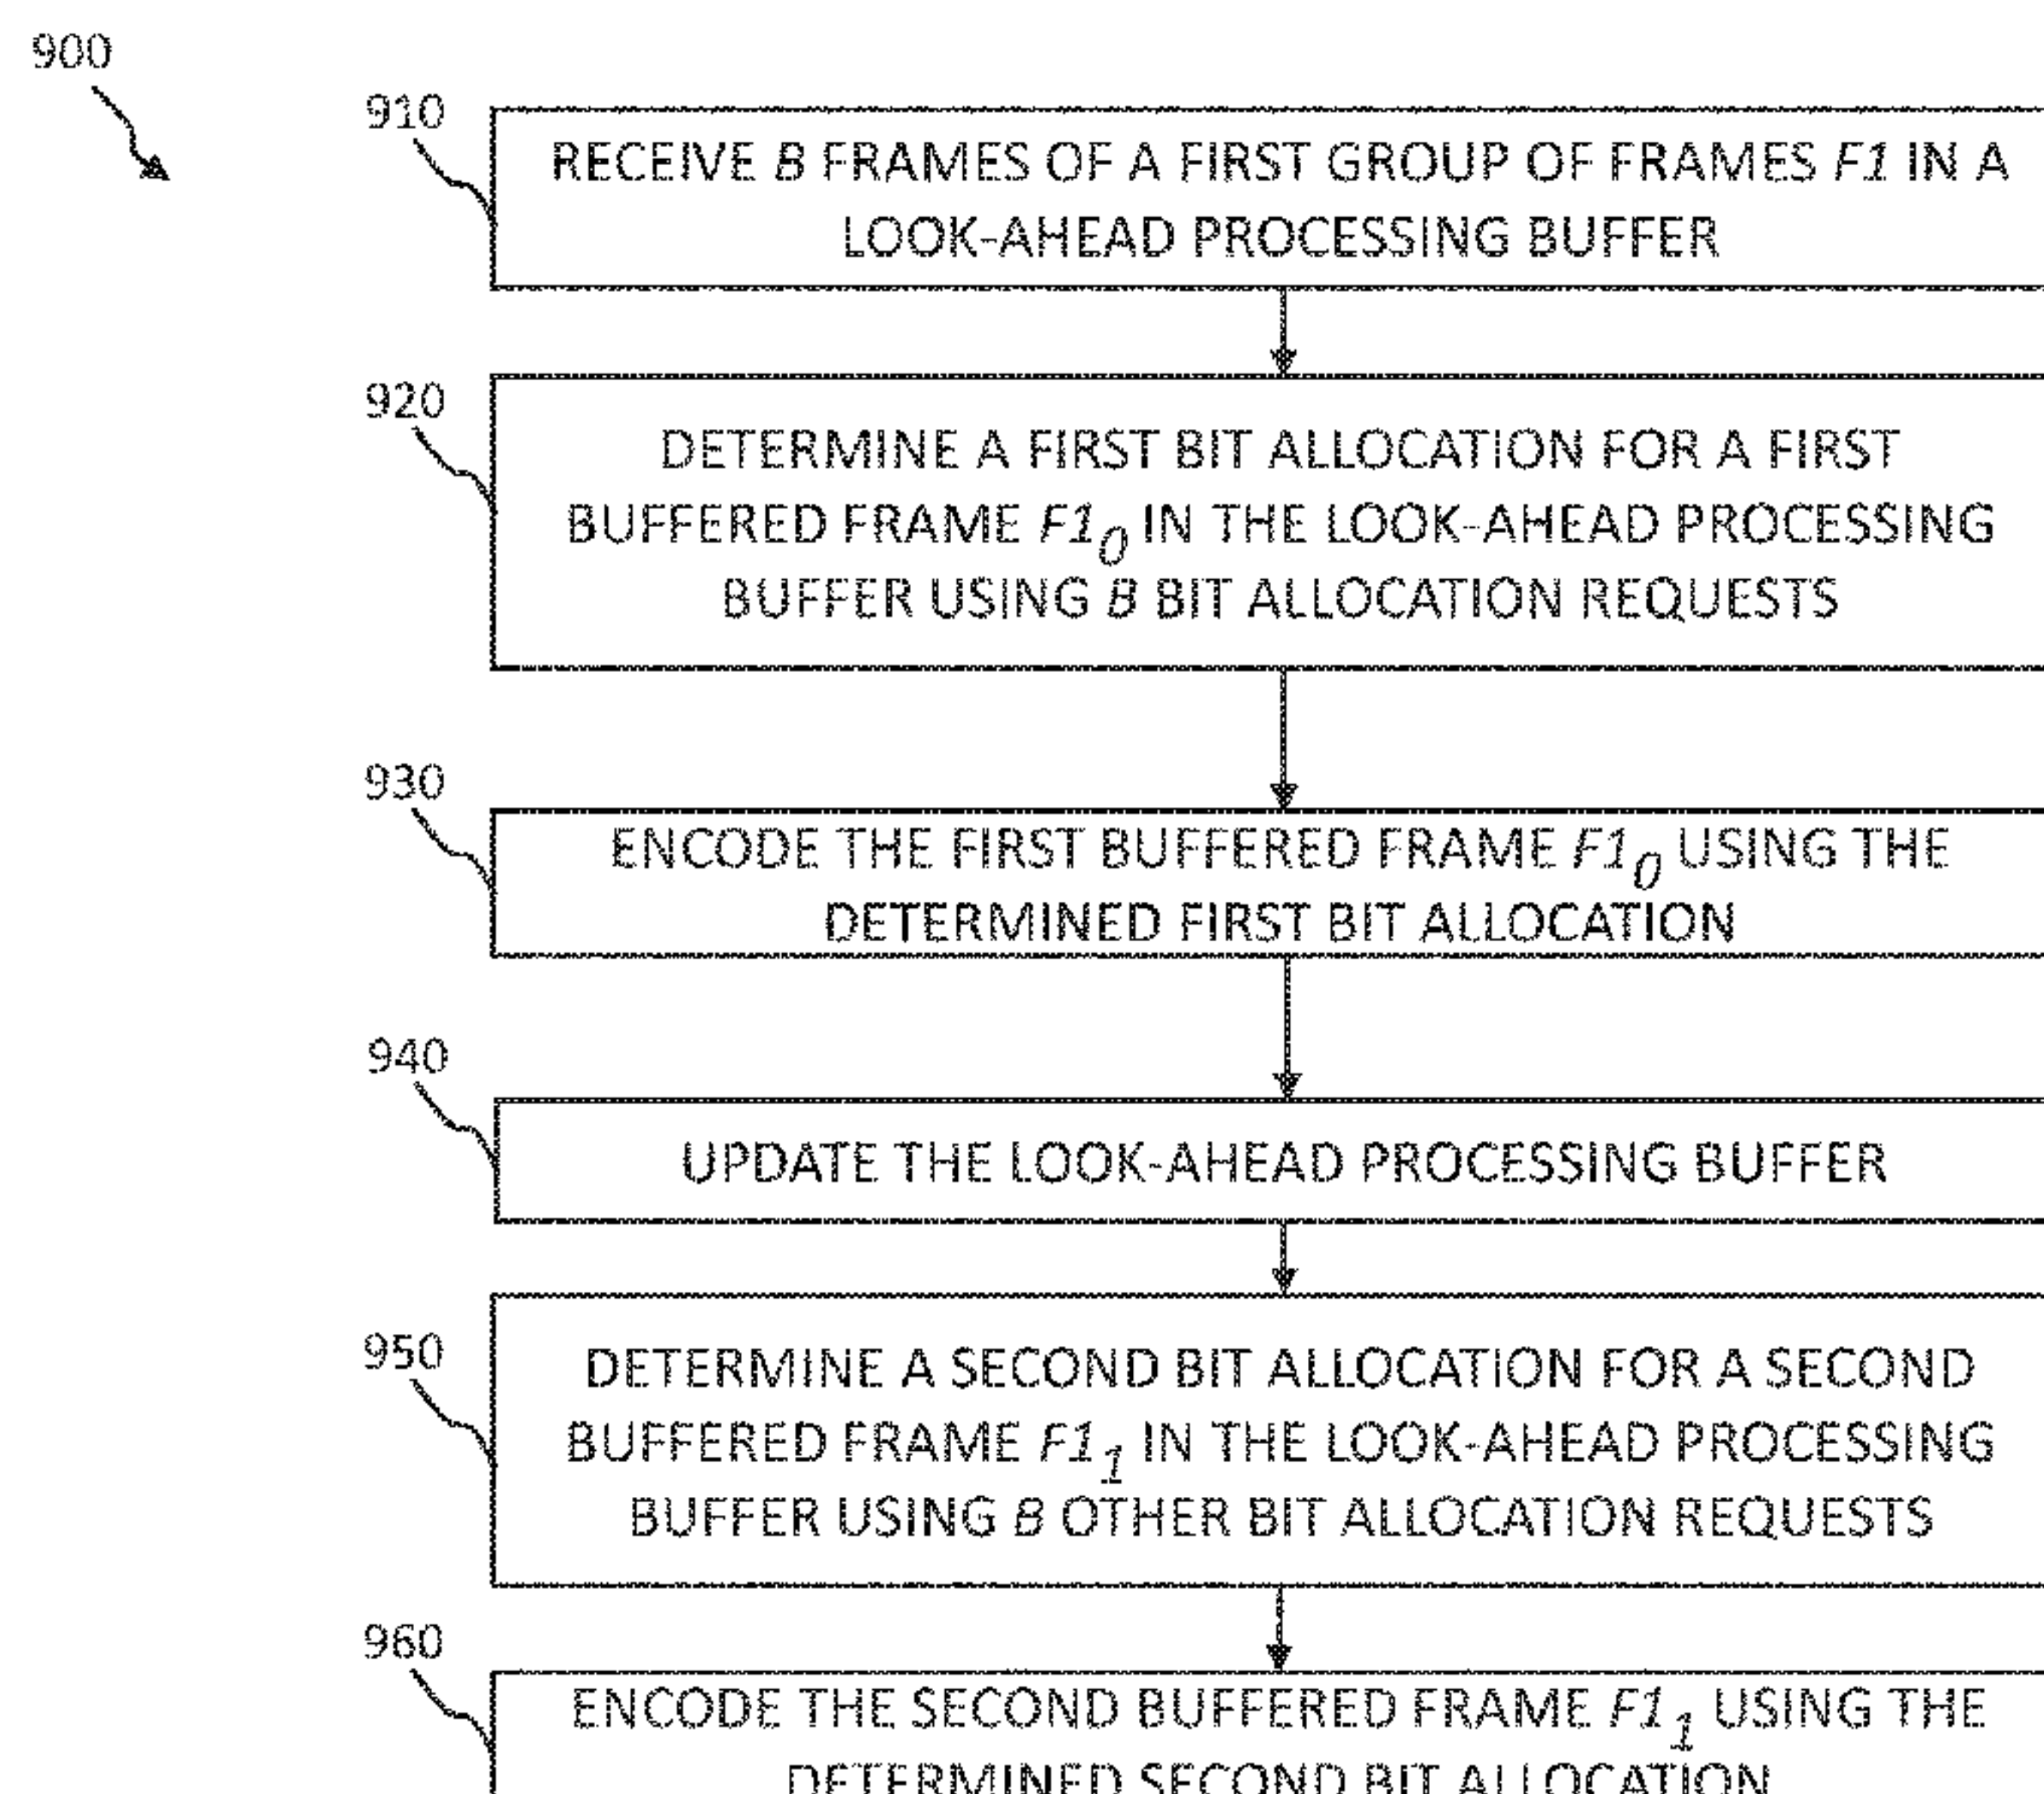 900
910
RECEIVE B FRAMES OF A FIRST GROUP OF FRAMES F1 IN A
LOOK-AHEAD PROCESSING BUFFER
920
DETERMINE A FIRST BIT ALLOCATION FOR A FIRST
BUFFERED FRAME F1₀ IN THE LOOK-AHEAD PROCESSING
BUFFER USING B BIT ALLOCATION REQUESTS
930
ENCODE THE FIRST BUFFERED FRAME F1₀ USING THE
DETERMINED FIRST BIT ALLOCATION
940
UPDATE THE LOOK-AHEAD PROCESSING BUFFER
950
DETERMINE A SECOND BIT ALLOCATION FOR A SECOND
BUFFERED FRAME F1₁ IN THE LOOK-AHEAD PROCESSING
BUFFER USING B OTHER BIT ALLOCATION REQUESTS
960
ENCODE THE SECOND BUFFERED FRAME F1₁ USING THE
DETERMINED SECOND BIT ALLOCATION